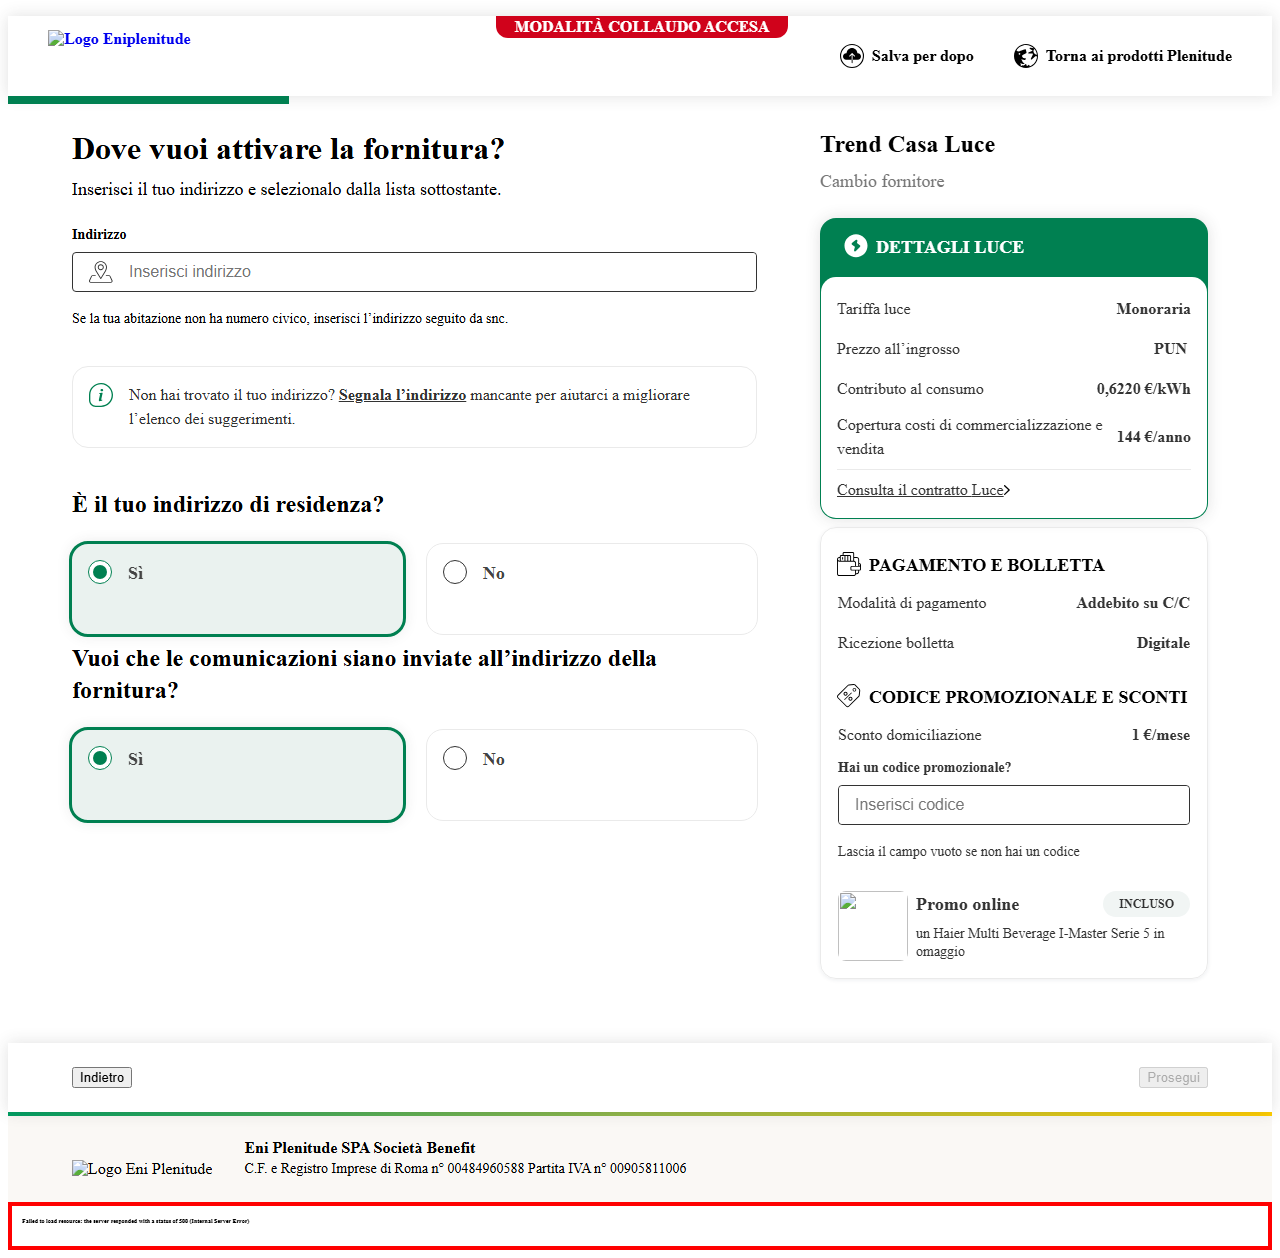 Logo Eniplenitude
MODALITÀ COLLAUDO ACCESA
Salva per dopo
Torna ai prodotti Plenitude
Dove vuoi attivare la fornitura?
Inserisci il tuo indirizzo e selezionalo dalla lista sottostante.
Indirizzo
Inserisci indirizzo
Se la tua abitazione non ha numero civico, inserisci l’indirizzo seguito da snc.
Non hai trovato il tuo indirizzo? Segnala l’indirizzo mancante per aiutarci a migliorare
l’elenco dei suggerimenti.
È il tuo indirizzo di residenza?
Sì
No
Vuoi che le comunicazioni siano inviate all’indirizzo della
fornitura?
Sì
No
Trend Casa Luce
Cambio fornitore
DETTAGLI LUCE
Tariffa luce Monoraria
Prezzo all’ingrosso PUN
Contributo al consumo 0,6220 €/kWh
Copertura costi di commercializzazione e
vendita
144 €/anno
Consulta il contratto Luce
PAGAMENTO E BOLLETTA
Modalità di pagamento Addebito su C/C
Ricezione bolletta Digitale
CODICE PROMOZIONALE E SCONTI
Sconto domiciliazione 1 €/mese
Hai un codice promozionale?
Inserisci codice
Lascia il campo vuoto se non hai un codice
Promo online INCLUSO
un Haier Multi Beverage I-Master Serie 5 in
omaggio
Indietro
Prosegui
Logo Eni Plenitude
Eni Plenitude SPA Società Benefit
C.F. e Registro Imprese di Roma n° 00484960588 Partita IVA n° 00905811006
Failed to load resource: the server responded with a status of 500 (Internal Server Error)